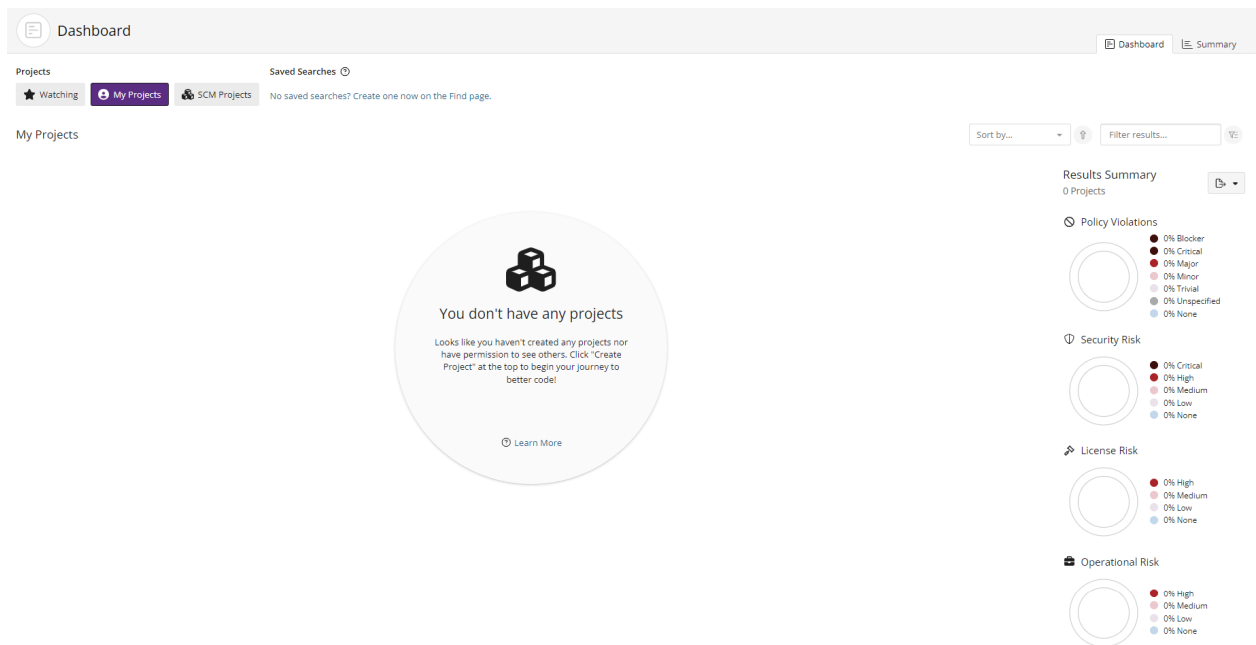 Dashboard
Dashboard
Summary
Projects
Saved Searches
Watching
My Projects
SCM Projects
No saved searches? Create one now on the Find page.
My Projects
Sort by...
Filter results...
You don't have any projects
Looks like you haven't created any projects nor
have permission to see others. Click "Create
Project" at the top to begin your journey to
better code!
Learn More
Results Summary
0 Projects
Policy Violations
0% Blocker
0% Critical
0% Major
0% Minor
0% Trivial
0% Unspecified
0% None
Security Risk
0% Critical
0% High
0% Medium
0% Low
0% None
License Risk
0% High
0% Medium
0% Low
0% None
Operational Risk
0% High
0% Medium
0% Low
0% None